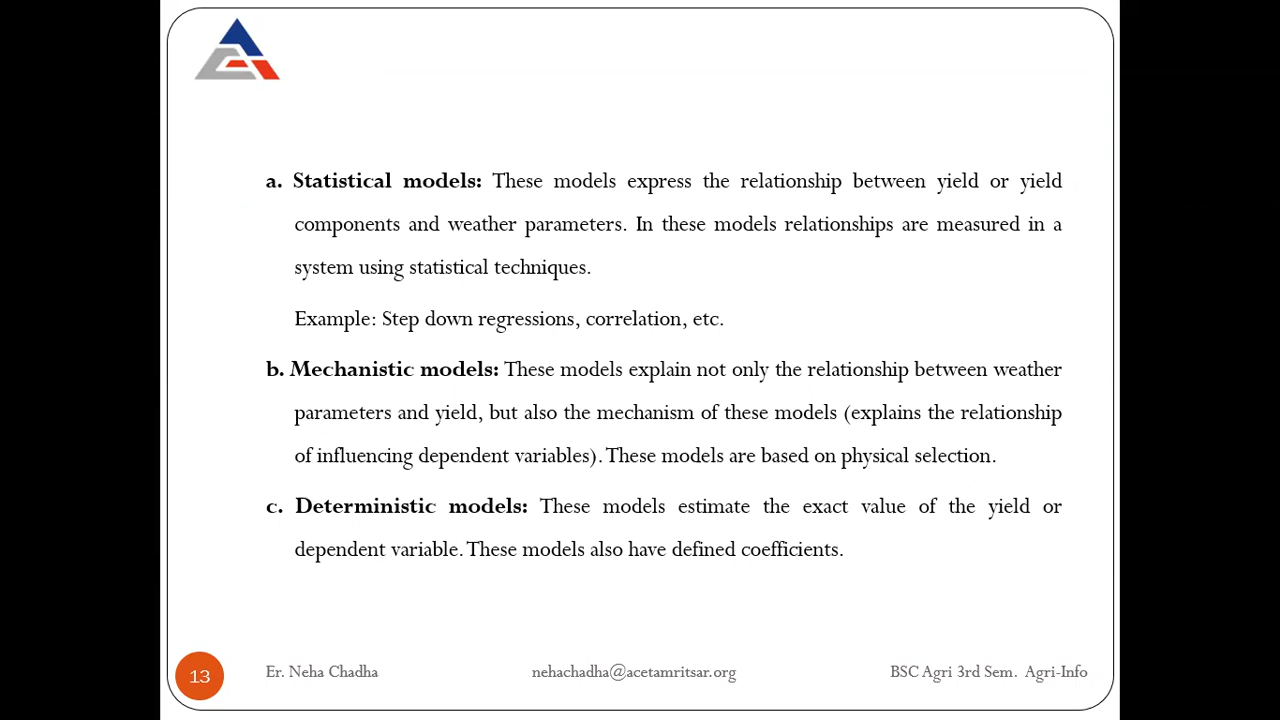 a. Statistical models: These models express the relationship between yield or yield
components and weather parameters. In these models relationships are measured in a
system using statistical techniques.
Example: Step down regressions, correlation, etc.
b. Mechanistic models: These models explain not only the relationship between weather
parameters and yield, but also the mechanism of these models (explains the relationship
of influencing dependent variables). These models are based on physical selection.
c. Deterministic models: These models estimate the exact value of the yield or
dependent variable. These models also have defined coefficients.
13 Er. Neha Chadha nehachadha@acetamritsar.org BSC Agri 3rd Sem. Agri-Info